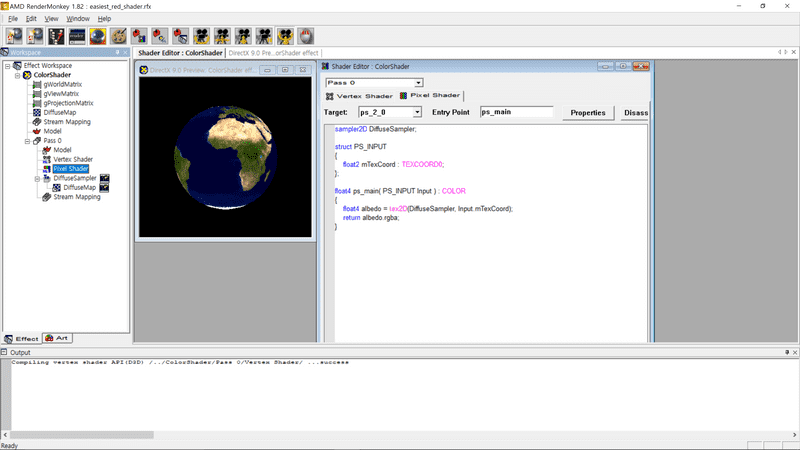 AMD RenderMonkey 1.82 : easiest_red_shader.rfx
File Edit View Window Help
Workspace
Effect Workspace
ColorShader
gWorldMatrix
gViewMatrix
gProjectionMatrix
DiffuseMap
Stream Mapping
Model
Pass 0
Model
Vertex Shader
Pixel Shader
DiffuseSampler
DiffuseMap
Stream Mapping
Effect Art
Shader Editor : ColorShader DirectX 9.0 Pre...orShader effect
DirectX 9.0 Preview, ColorShader eff...
Shader Editor : ColorShader
Pass 0
Vertex Shader Pixel Shader
Target: ps_2_0 Entry Point ps_main Properties Disass
sampler2D DiffuseSampler;
struct PS_INPUT
{
float2 mTexCoord : TEXCOORD0;
};
float4 ps_main( PS_INPUT Input ) : COLOR
{
float4 albedo = tex2D(DiffuseSampler, Input.mTexCoord);
return albedo.rgba;
}
Output
Compiling vertex shader API(D3D) /../ColorShader/Pass 0/Vertex Shader/ ...success
Ready